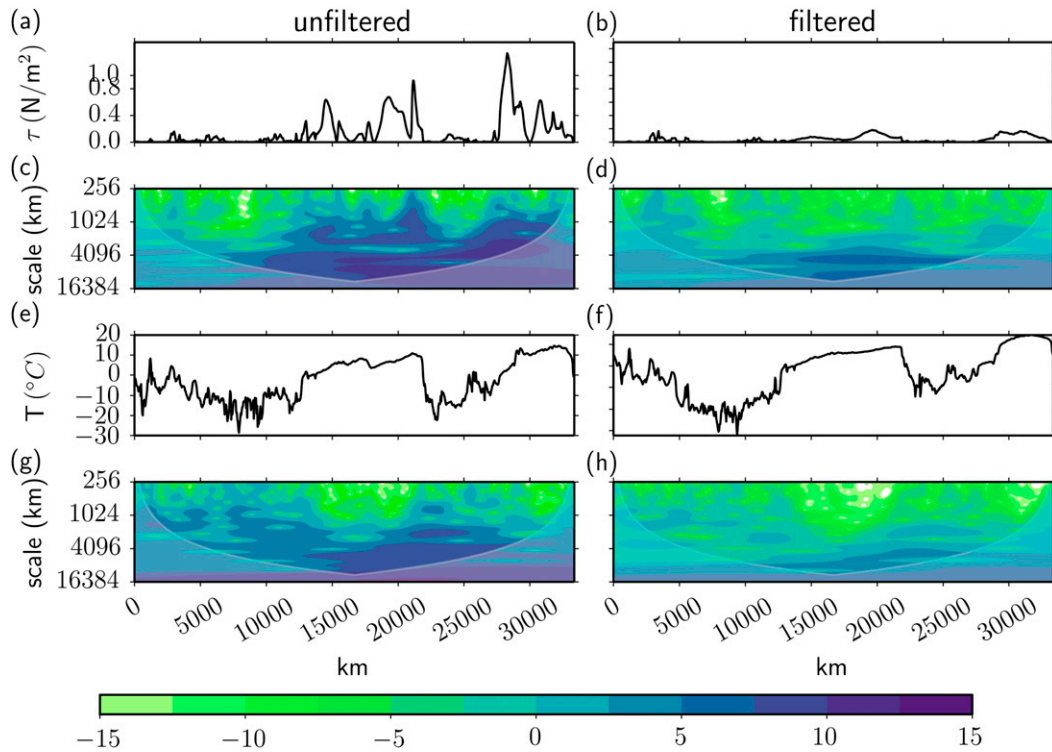 (a) unfiltered (b) filtered
τ (N/m²)
1.0
0.8
0.4
0.0
(c) (d)
scale (km)
256
1024
4096
16384
(e) (f)
T (°C)
20
10
0
−10
−20
−30
(g) (h)
scale (km)
256
1024
4096
16384
0 5000 10000 15000 20000 25000 30000 0 5000 10000 15000 20000 25000 30000
km km
−15 −10 −5 0 5 10 15